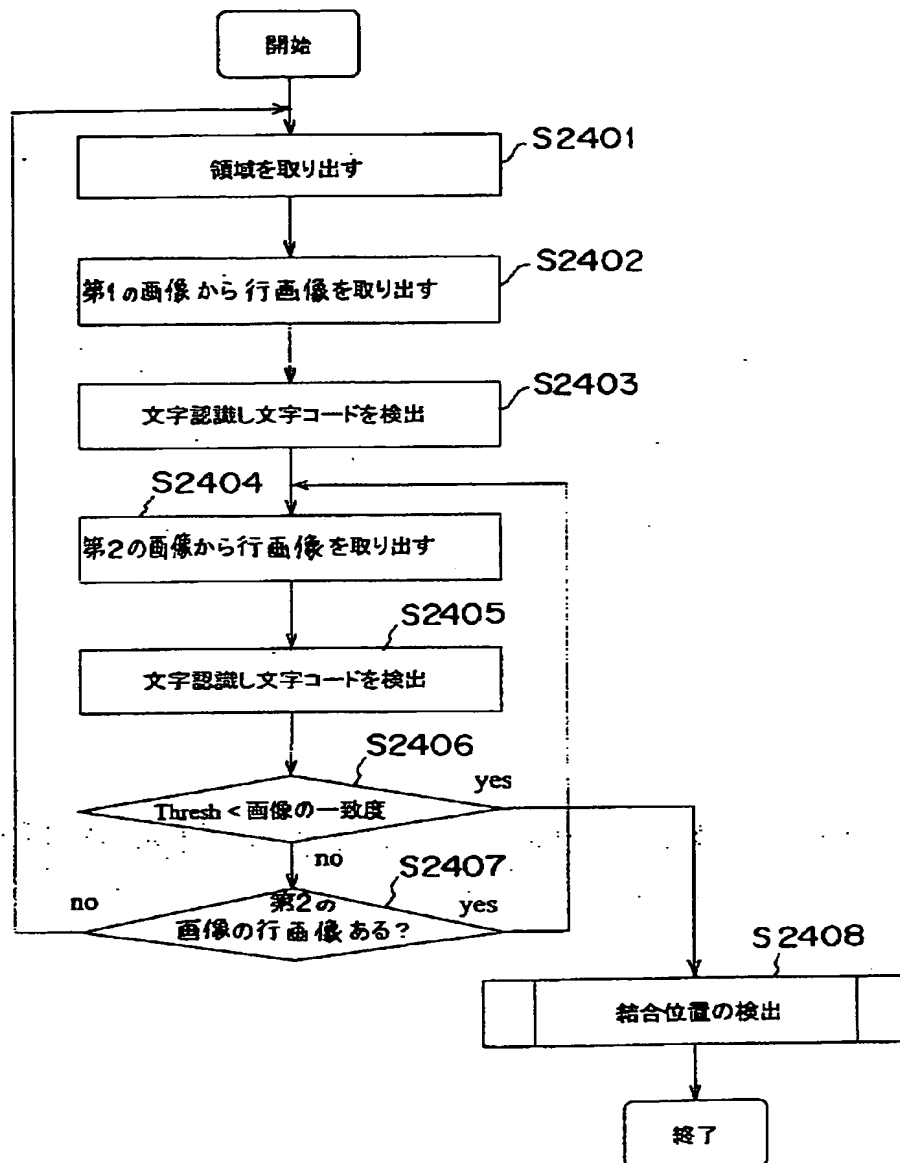 開始
S2401
領域を取り出す
S2402
第1の画像から行画像を取り出す
S2403
文字認識し文字コードを検出
S2404
第2の画像から行画像を取り出す
S2405
文字認識し文字コードを検出
S2406
yes
Thresh < 画像の一致度
no
S2407
no
第2の
yes
画像の行画像ある?
S2408
結合位置の検出
終了